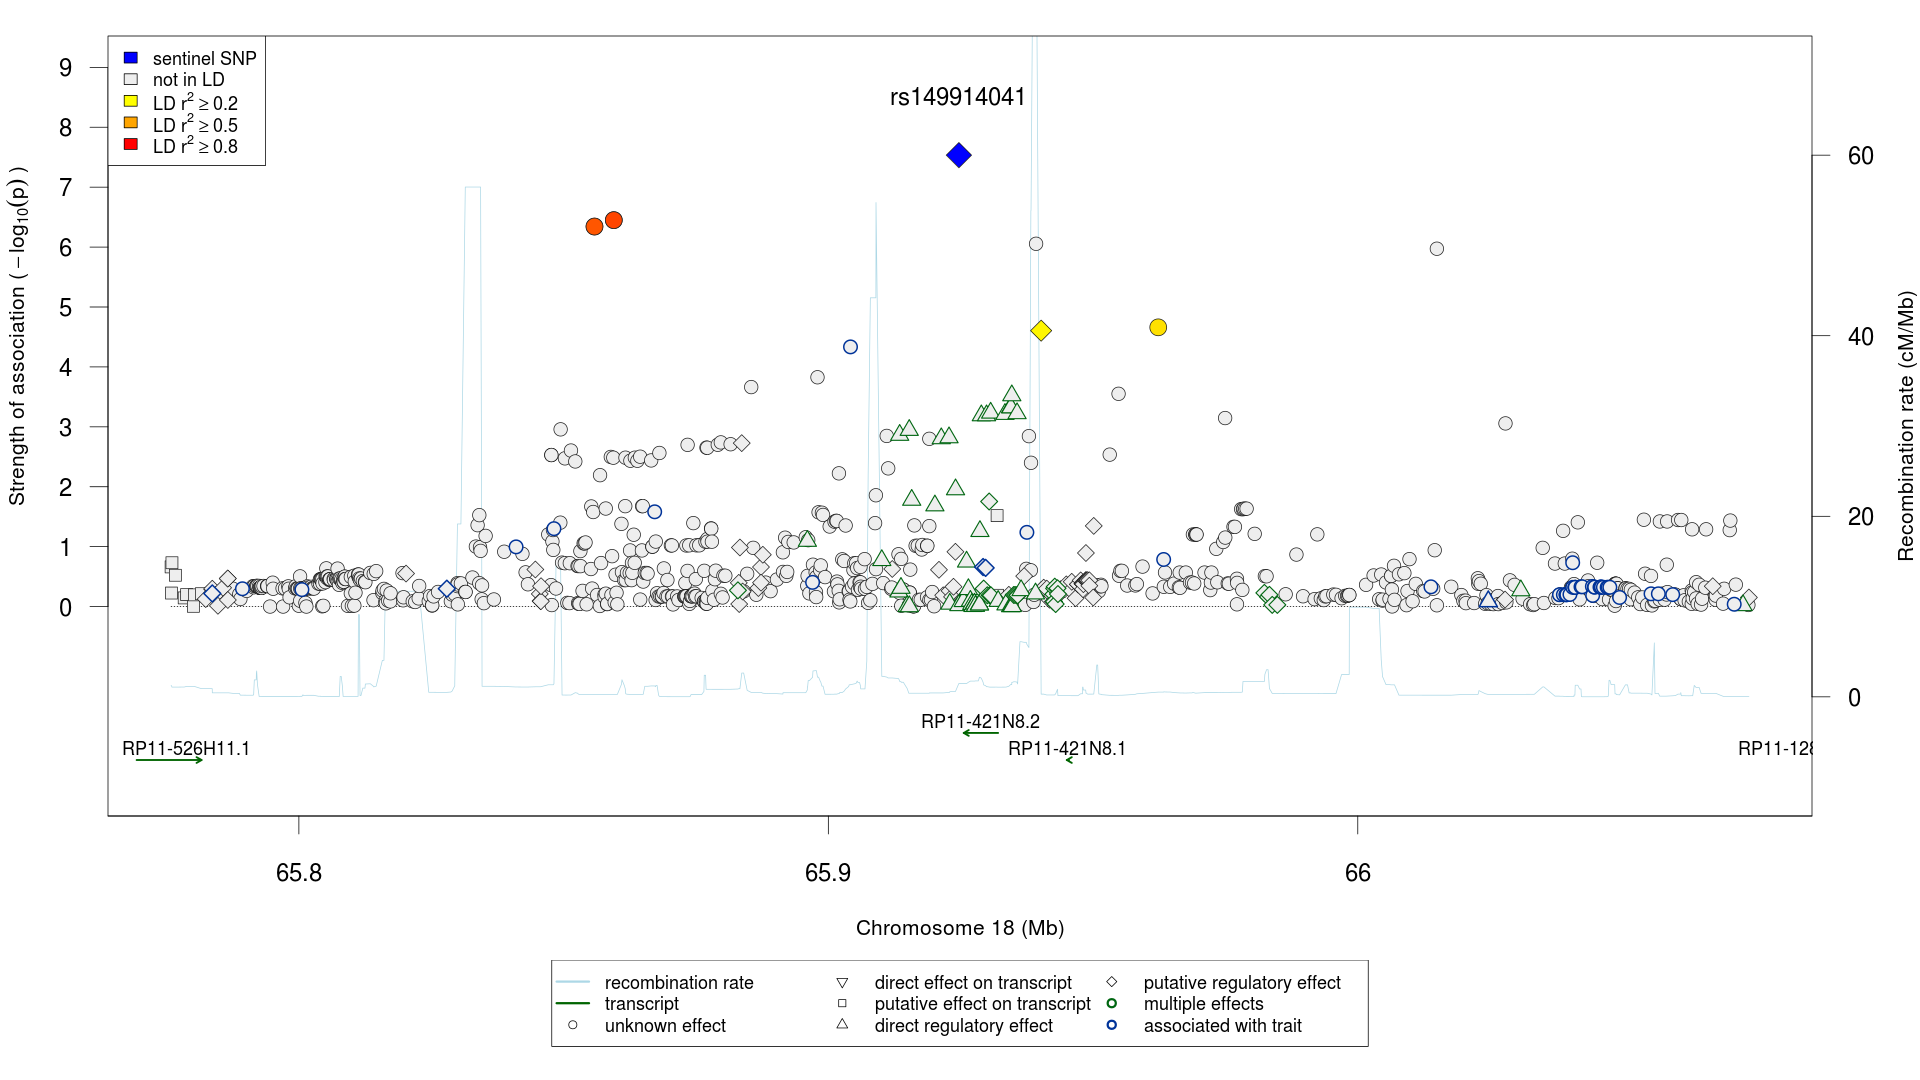 sentinel SNP
not in LD
LD r2 ≥ 0.2
LD r2 ≥ 0.5
LD r2 ≥ 0.8
rs149914041
9
8
7
6
5
4
3
2
1
0
Strength of association ( −log10(p) )
60
40
20
0
Recombination rate (cM/Mb)
RP11-421N8.2
RP11-526H11.1
RP11-421N8.1
RP11-128
65.8
65.9
66
Chromosome 18 (Mb)
recombination rate
direct effect on transcript
putative regulatory effect
transcript
putative effect on transcript
multiple effects
unknown effect
direct regulatory effect
associated with trait